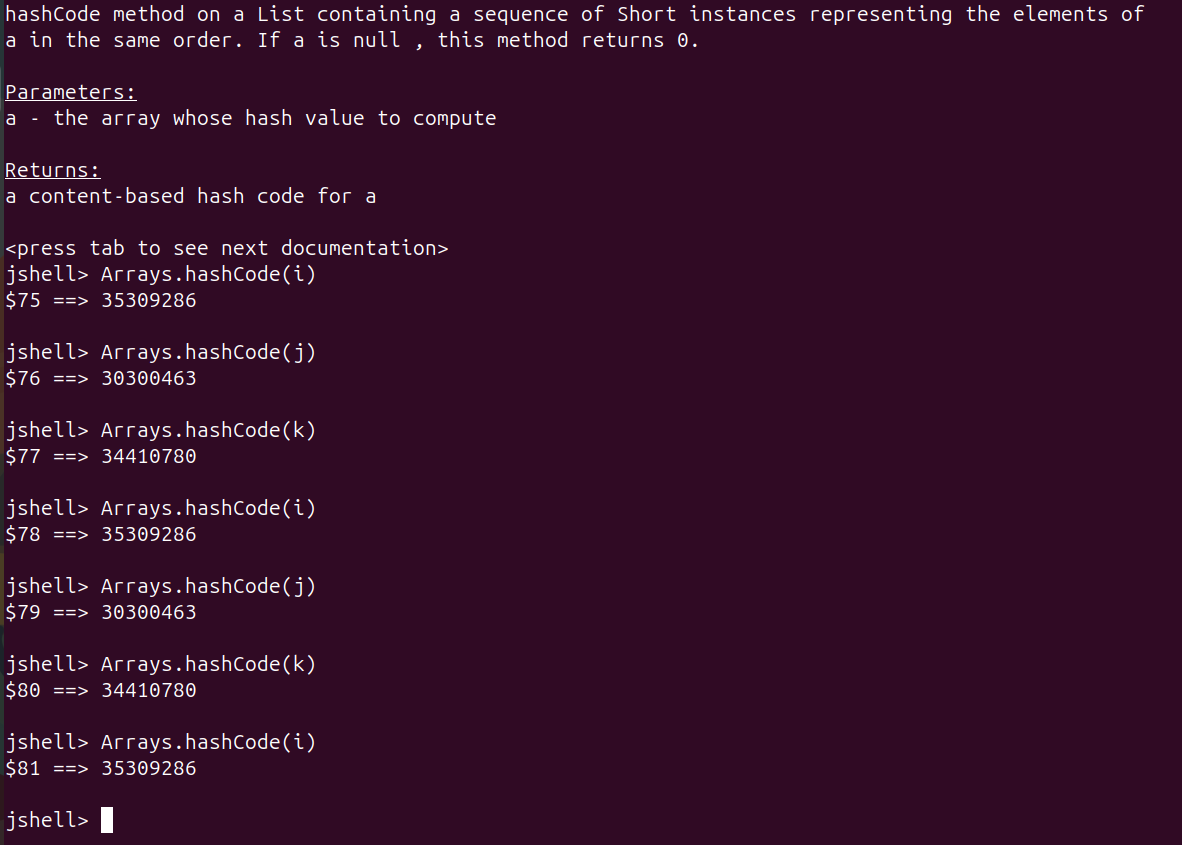 hashCode method on a List containing a sequence of Short instances representing the elements of
a in the same order. If a is null , this method returns 0.
Parameters:
a - the array whose hash value to compute
Returns:
a content-based hash code for a
<press tab to see next documentation>
jshell> Arrays.hashCode(i)
$75 ==> 35309286
jshell> Arrays.hashCode(j)
$76 ==> 30300463
jshell> Arrays.hashCode(k)
$77 ==> 34410780
jshell> Arrays.hashCode(i)
$78 ==> 35309286
jshell> Arrays.hashCode(j)
$79 ==> 30300463
jshell> Arrays.hashCode(k)
$80 ==> 34410780
jshell> Arrays.hashCode(i)
$81 ==> 35309286
jshell>